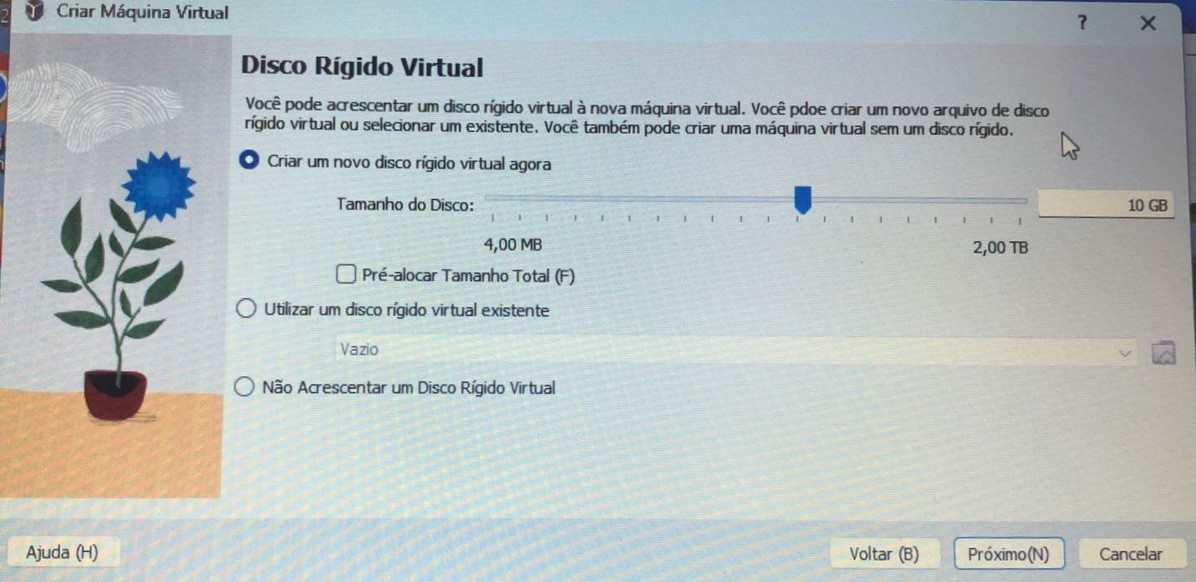 Criar Máquina Virtual
?
Disco Rígido Virtual
Você pode acrescentar um disco rígido virtual à nova máquina virtual. Você pdoe criar um novo arquivo de disco
rígido virtual ou selecionar um existente. Você também pode criar uma máquina virtual sem um disco rígido.
Criar um novo disco rígido virtual agora
Tamanho do Disco:
10 GB
4,00 MB
2,00 TB
Pré-alocar Tamanho Total (F)
Utilizar um disco rígido virtual existente
Vazio
Não Acrescentar um Disco Rígido Virtual
Ajuda (H)
Voltar (B)
Próximo(N)
Cancelar